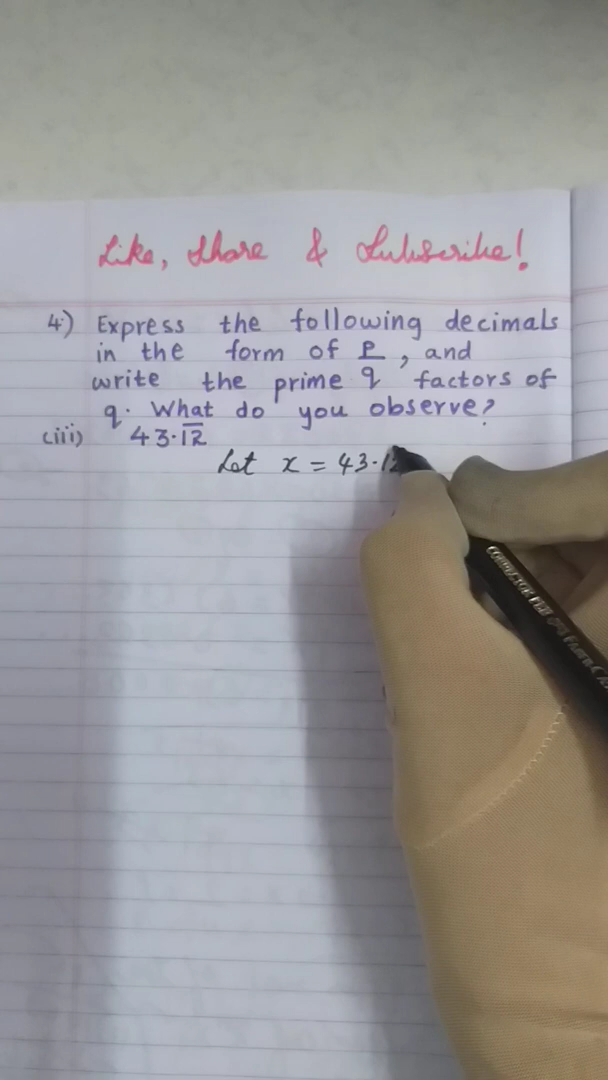 Like, Share & Subscribe!
4) Express the following decimals
in the form of p/q, and
write the prime factors of
q. What do you observe?
(iii) 43.1̅2̅
Let x = 43.12